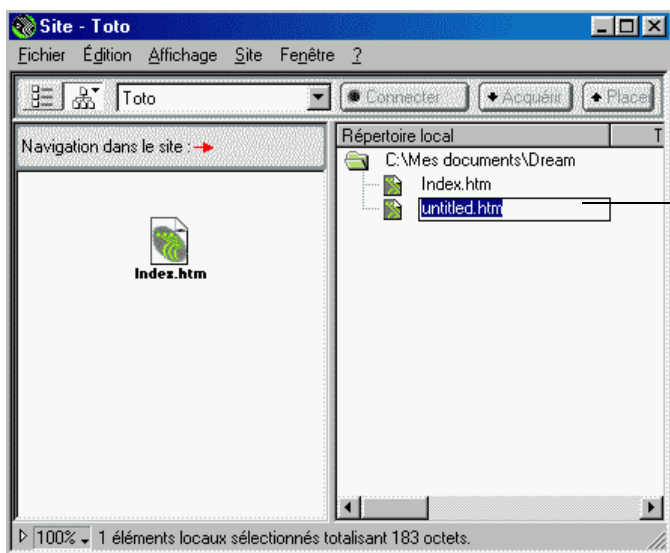 Site - Toto
Fichier Édition Affichage Site Fenêtre ?
Toto
Connecter
Acquérir
Place
Navigation dans le site :
Répertoire local T
C:\Mes documents\Dream
Index.htm
untitled.htm
Index.htm
100% 1 éléments locaux sélectionnés totalisant 183 octets.